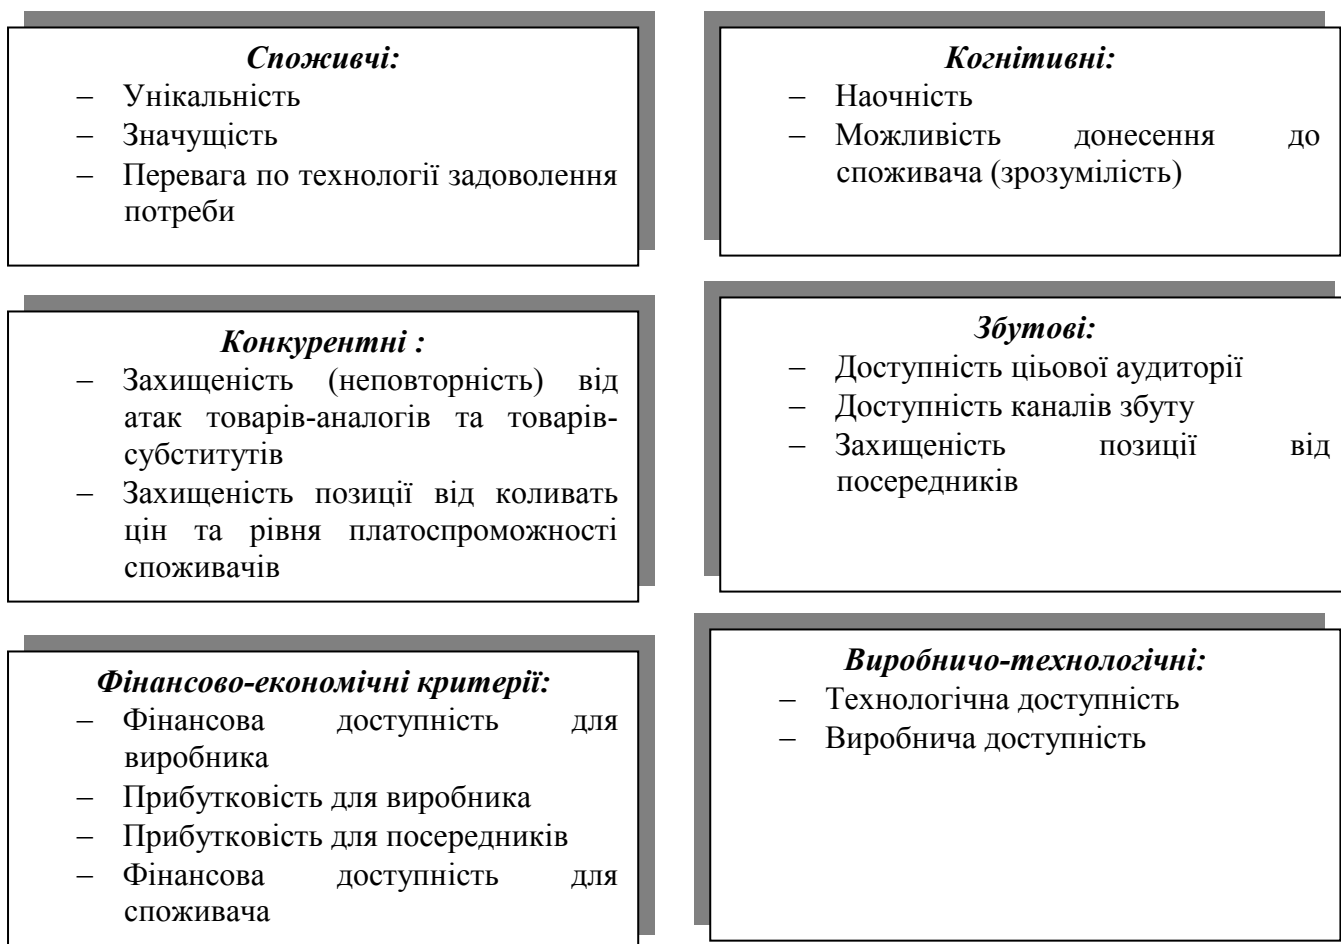 Споживчі:
– Унікальність
– Значущість
– Перевага по технології задоволення
потреби
Когнітивні:
– Наочність
– Можливість донесення до
споживача (зрозумілість)
Конкурентні :
– Захищеність (неповторність) від
атак товарів-аналогів та товарів-
субститутів
– Захищеність позиції від коливать
цін та рівня платоспроможності
споживачів
Збутові:
– Доступність ціьової аудиторії
– Доступність каналів збуту
– Захищеність позиції від
посередників
Фінансово-економічні критерії:
– Фінансова доступність для
виробника
– Прибутковість для виробника
– Прибутковість для посередників
– Фінансова доступність для
споживача
Виробничо-технологічні:
– Технологічна доступність
– Виробнича доступність